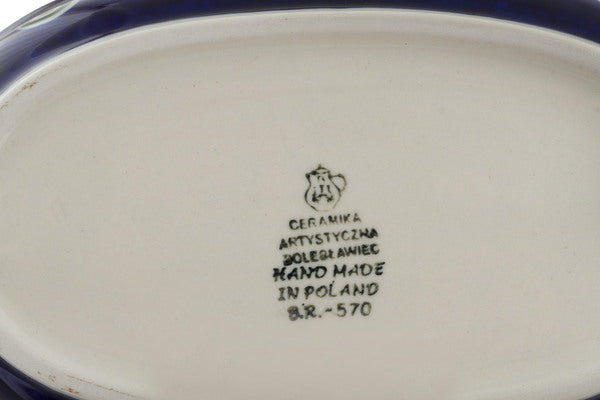 CERAMIKA
ARTYSTYCZNA
BOLESŁAWIEC
HAND MADE
IN POLAND
B.R.-570